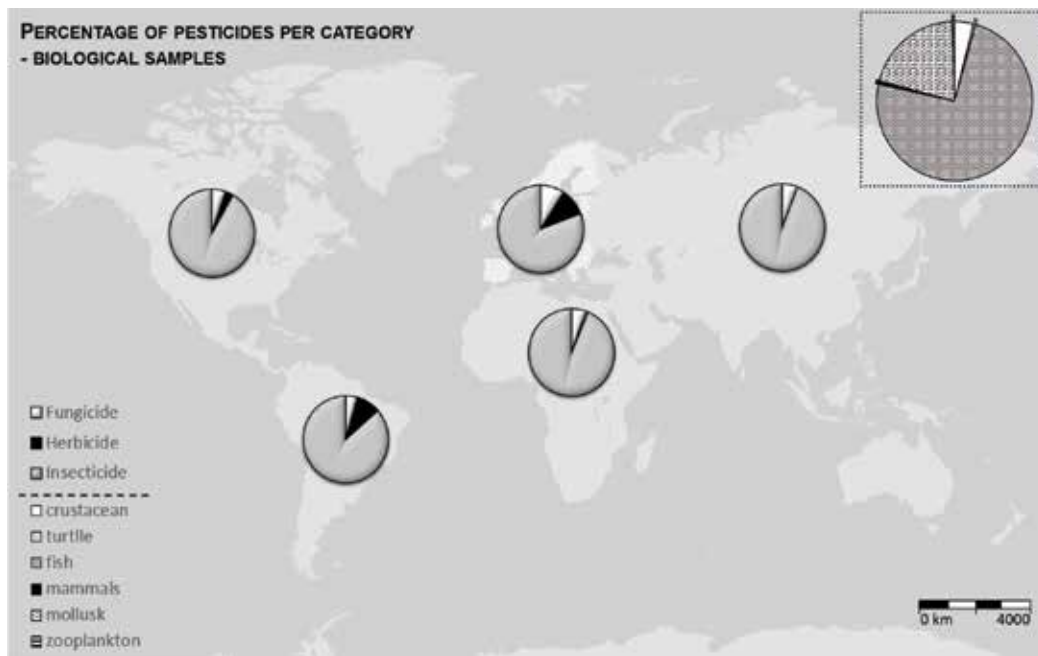 PERCENTAGE OF PESTICIDES PER CATEGORY
- BIOLOGICAL SAMPLES
Fungicide
Herbicide
Insecticide
crustacean
turtle
fish
mammals
mollusk
zooplankton
0 km 4000